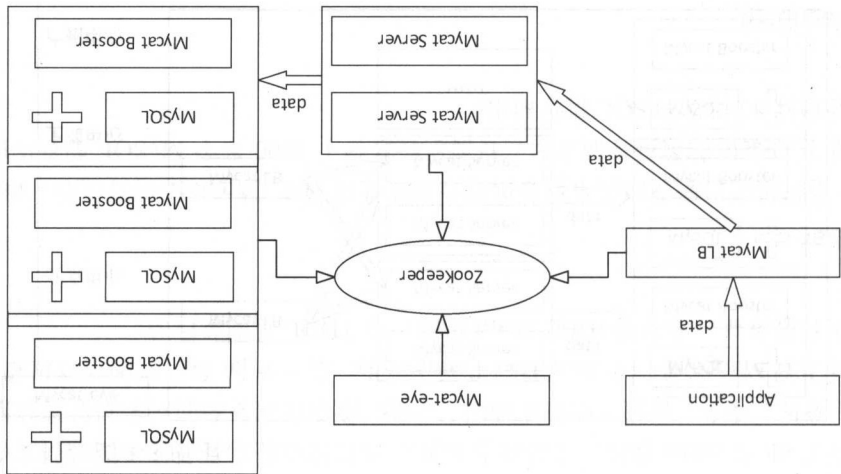 Application
Mycat-eye
MySQL
Mycat Booster
data
Mycat LB
ZooKeeper
MySQL
Mycat Booster
data
Mycat Server
data
MySQL
Mycat Server
Mycat Booster